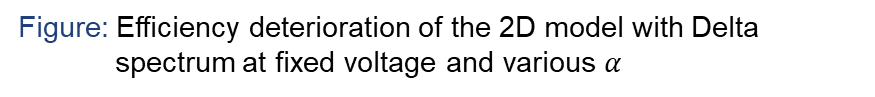 Figure: Efficiency deterioration of the 2D model with Delta
spectrum at fixed voltage and various α